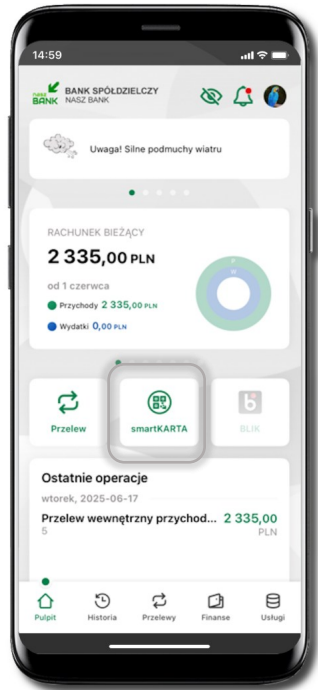 14:59
nasz
BANK
BANK SPÓŁDZIELCZY
NASZ BANK
Uwaga! Silne podmuchy wiatru
RACHUNEK BIEŻĄCY
2 335,00 PLN
od 1 czerwca
Przychody 2 335,00 PLN
Wydatki 0,00 PLN
P
W
Przelew
smartKARTA
BLIK
Ostatnie operacje
wtorek, 2025-06-17
Przelew wewnętrzny przychod... 2 335,00
5 PLN
Pulpit Historia Przelewy Finanse Usługi